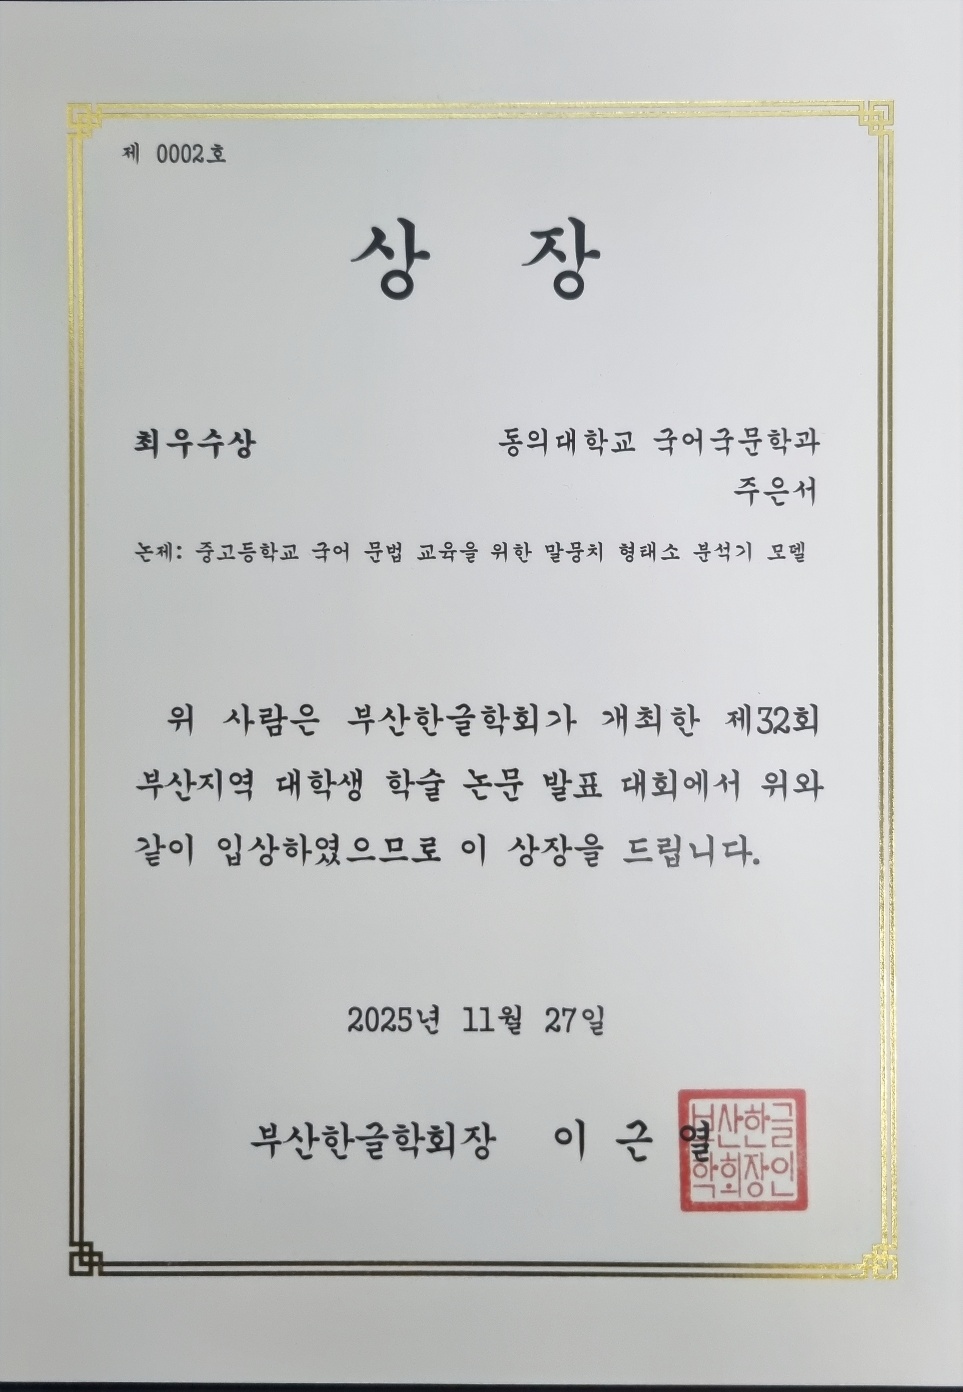 제 0002호
상 장
최우수상 동의대학교 국어국문학과
주은서
논제: 중고등학교 국어 문법 교육을 위한 말뭉치 형태소 분석기 모델
위 사람은 부산한글학회가 개최한 제32회
부산지역 대학생 학술 논문 발표 대회에서 위와
같이 입상하였으므로 이 상장을 드립니다.
2025년 11월 27일
부산한글학회장 이 근 열
부산한글
학회장인